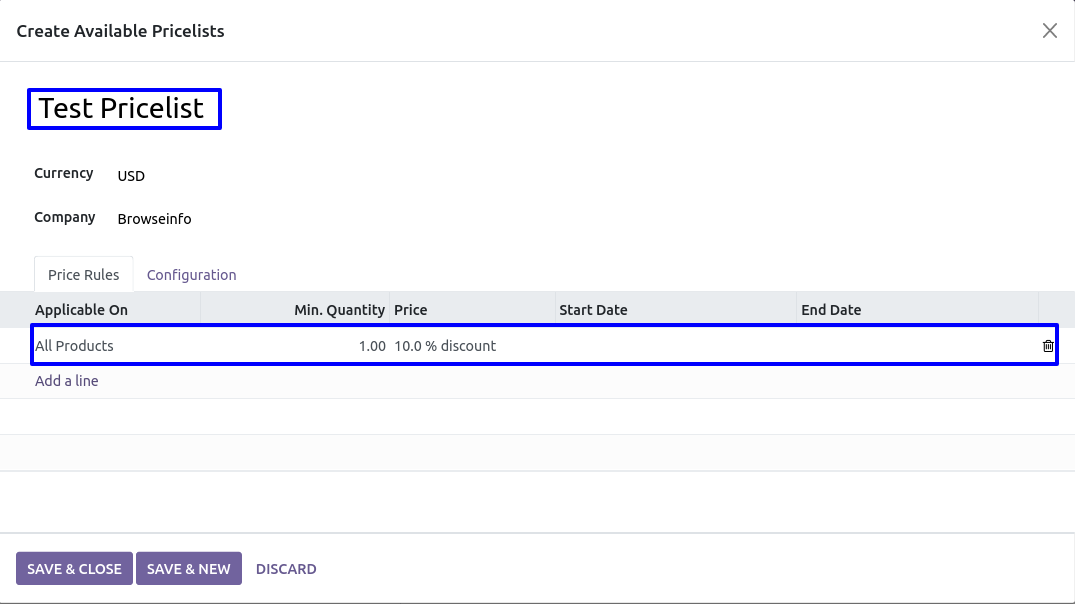 Create Available Pricelists
Test Pricelist
Currency USD
Company Browseinfo
Price Rules Configuration
Applicable On Min. Quantity Price Start Date End Date
All Products 1.00 10.0 % discount
Add a line
SAVE & CLOSE SAVE & NEW DISCARD